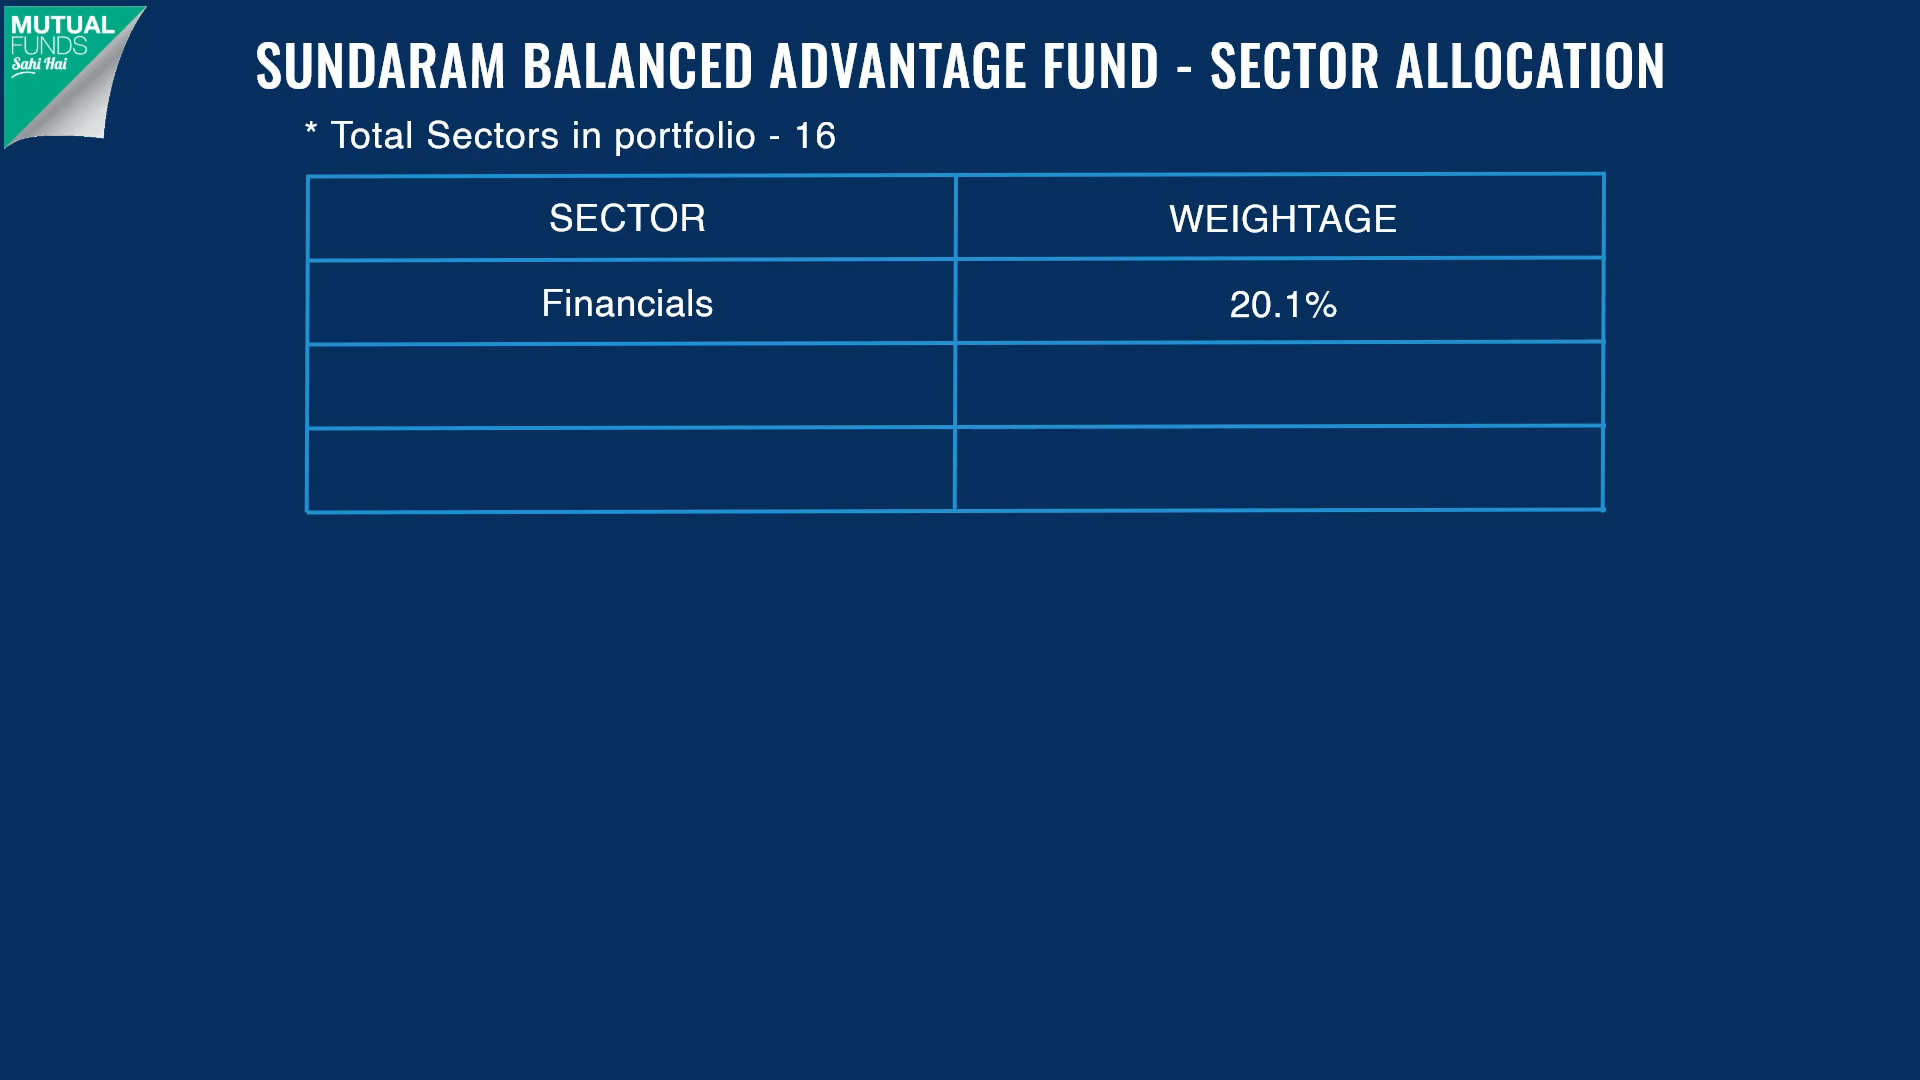 MUTUAL
FUNDS
Sahi Hai
SUNDARAM BALANCED ADVANTAGE FUND - SECTOR ALLOCATION
* Total Sectors in portfolio - 16
SECTOR WEIGHTAGE
Financials 20.1%